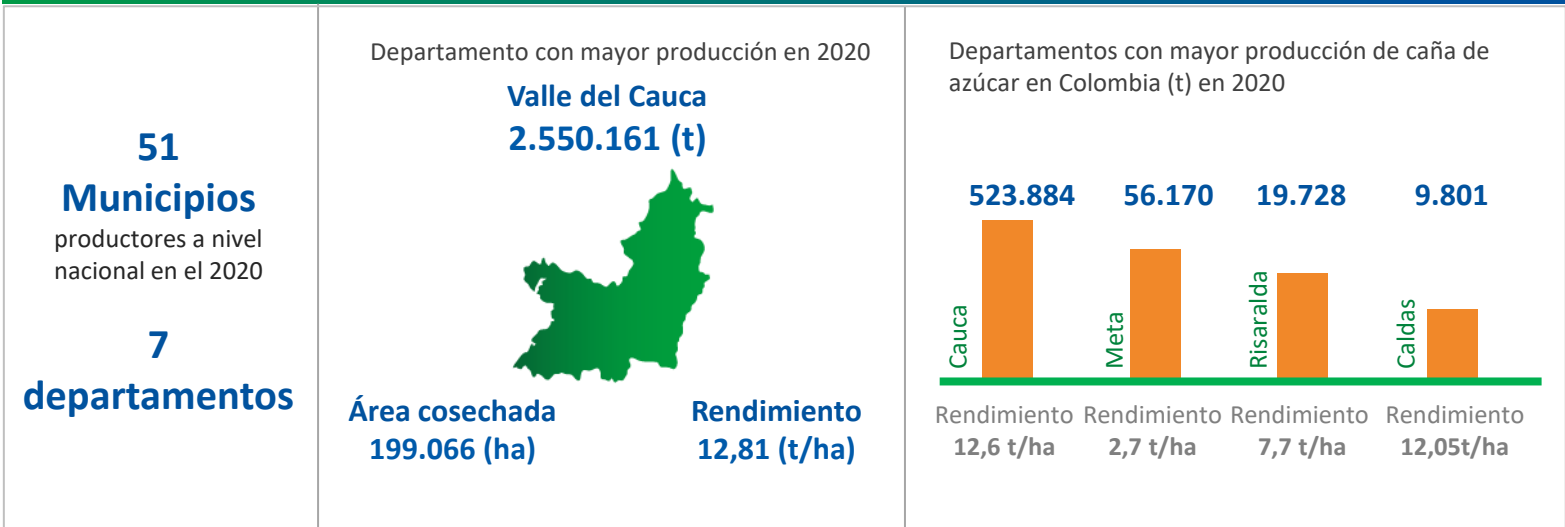 51
Municipios
productores a nivel
nacional en el 2020
7
departamentos
Departamento con mayor producción en 2020
Valle del Cauca
2.550.161 (t)
Área cosechada
199.066 (ha)
Rendimiento
12,81 (t/ha)
Departamentos con mayor producción de caña de
azúcar en Colombia (t) en 2020
523.884
56.170
19.728
9.801
Cauca
Meta
Risaralda
Caldas
Rendimiento
12,6 t/ha
Rendimiento
2,7 t/ha
Rendimiento
7,7 t/ha
Rendimiento
12,05t/ha